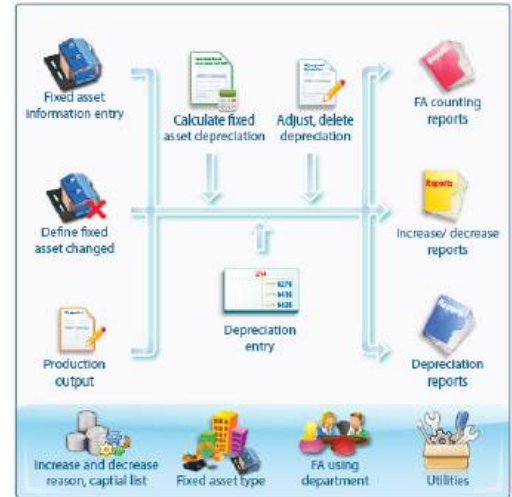 Fixed asset
information entry
Calculate fixed
asset depreciation
Adjust, delete
depreciation
FA counting
reports
Define fixed
asset changed
Reports
Increase/ decrease
reports
214
Depreciation
entry
Production
output
Depreciation
reports
Increase and decrease
reason, captial list
Fixed asset type
FA using
department
Utilities